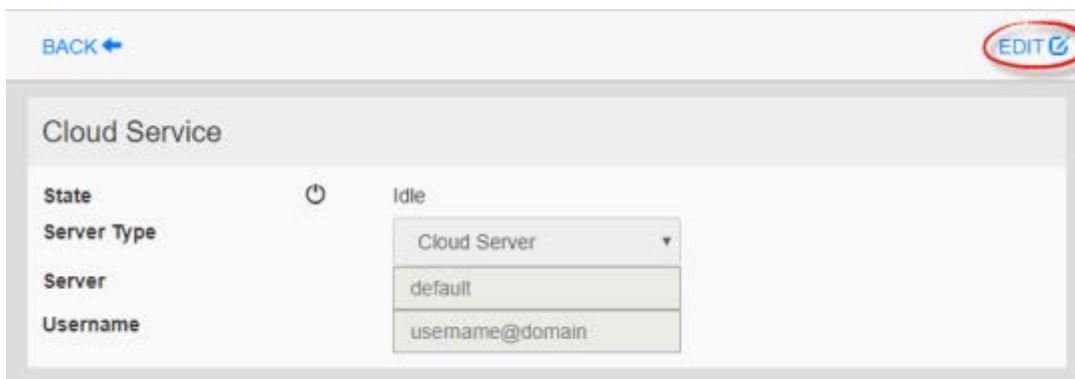 BACK
EDIT
Cloud Service
State Idle
Server Type Cloud Server
Server default
Username username@domain